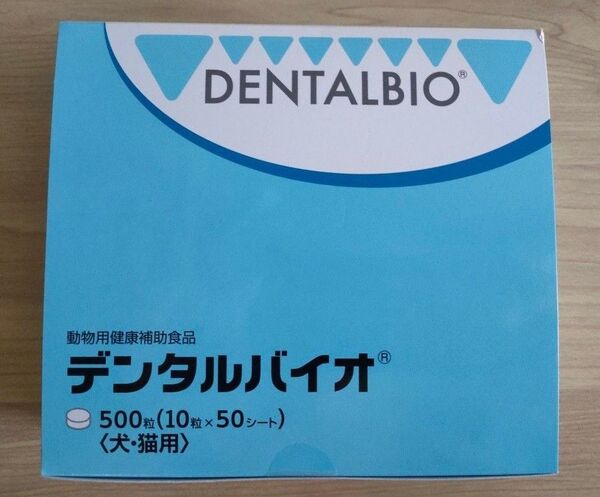 DENTALBIO®
動物用健康補助食品
デンタルバイオ®
500粒(10粒×50シート)
〈犬・猫用〉